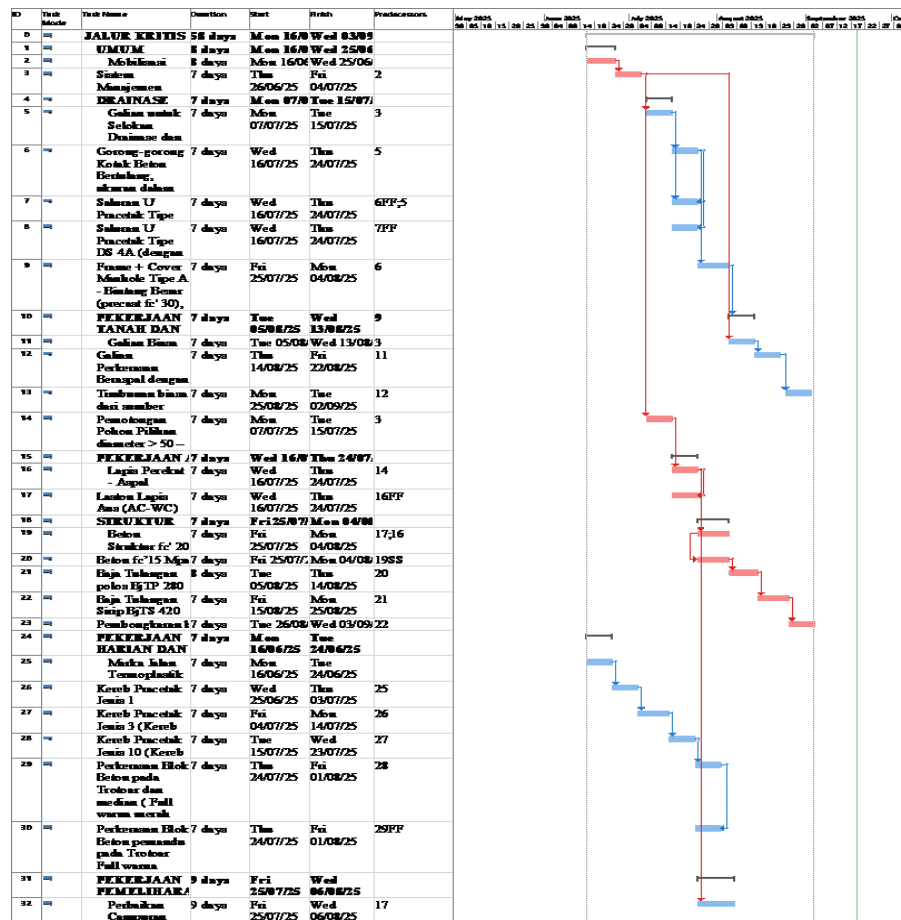 ID Task Mode Task Name Duration Start Finish Predecessors May 2025 June 2025 July 2025 August 2025 September 2025
0 JALUR KRITIS 58 days Mon 16/0 Wed 03/09
1 UMUM 8 days Mon 16/0 Wed 25/06
2 Mobilisasi 8 days Mon 16/06 Wed 25/06/ 
3 Sistem Manajemen 7 days Thu 26/06/25 Fri 04/07/25 2
4 DRAINASE 7 days Mon 07/0 Tue 15/07/
5 Galian untuk Selokan Drainase dan 7 days Mon 07/07/25 Tue 15/07/25 3
6 Gorong-gorong Kotak Beton Bertulang, ukuran dalam 7 days Wed 16/07/25 Thu 24/07/25 5
7 Saluran U Pracetak Tipe 7 days Wed 16/07/25 Thu 24/07/25 6FF;5
8 Saluran U Pracetak Tipe DS 4A (dengan 7 days Wed 16/07/25 Thu 24/07/25 7FF
9 Frame + Cover Manhole Tipe A - Bintang Besar (precast fc' 30), 7 days Fri 25/07/25 Mon 04/08/25 6
10 PEKERJAAN TANAH DAN 7 days Tue 05/08/25 Wed 13/08/25 9
11 Galian Biasa 7 days Tue 05/08/ Wed 13/08/ 3
12 Galian Perkerasan Beraspal dengan 7 days Thu 14/08/25 Fri 22/08/25 11
13 Timbunan biasa dari sumber 7 days Mon 25/08/25 Tue 02/09/25 12
14 Pemotongan Pohon Pilihan diameter > 50 – 7 days Mon 07/07/25 Tue 15/07/25 3
15 PEKERJAAN 7 days Wed 16/0 Thu 24/07/
16 Lapis Perekat - Aspal 7 days Wed 16/07/25 Thu 24/07/25 14
17 Laston Lapis Aus (AC-WC) 7 days Wed 16/07/25 Thu 24/07/25 16FF
18 STRUKTUR 7 days Fri 25/07/ Mon 04/08
19 Beton Struktur fc' 20 7 days Fri 25/07/25 Mon 04/08/25 17;16
20 Beton fc'15 Mpa 7 days Fri 25/07/ Mon 04/08/ 19SS
21 Baja Tulangan polos BjTP 280 8 days Tue 05/08/25 Thu 14/08/25 20
22 Baja Tulangan Sirip BjTS 420 7 days Fri 15/08/25 Mon 25/08/25 21
23 Pembongkaran 7 days Tue 26/08/ Wed 03/09/ 22
24 PEKERJAAN HARIAN DAN 7 days Mon 16/06/25 Tue 24/06/25
25 Marka Jalan Termoplastik 7 days Mon 16/06/25 Tue 24/06/25
26 Kereb Pracetak Jenis 1 7 days Wed 25/06/25 Thu 03/07/25 25
27 Kereb Pracetak Jenis 3 (Kereb 7 days Fri 04/07/25 Mon 14/07/25 26
28 Kereb Pracetak Jenis 10 (Kereb 7 days Tue 15/07/25 Wed 23/07/25 27
29 Perkerasan Blok Beton pada Trotoar dan median ( Full warna merah 7 days Thu 24/07/25 Fri 01/08/25 28
30 Perkerasan Blok Beton pemandu pada Trotoar Full warna 7 days Thu 24/07/25 Fri 01/08/25 29FF
31 PEKERJAAN PEMELIHARA 9 days Fri 25/07/25 Wed 06/08/25
32 Perbaikan Campuran 9 days Fri 25/07/25 Wed 06/08/25 17